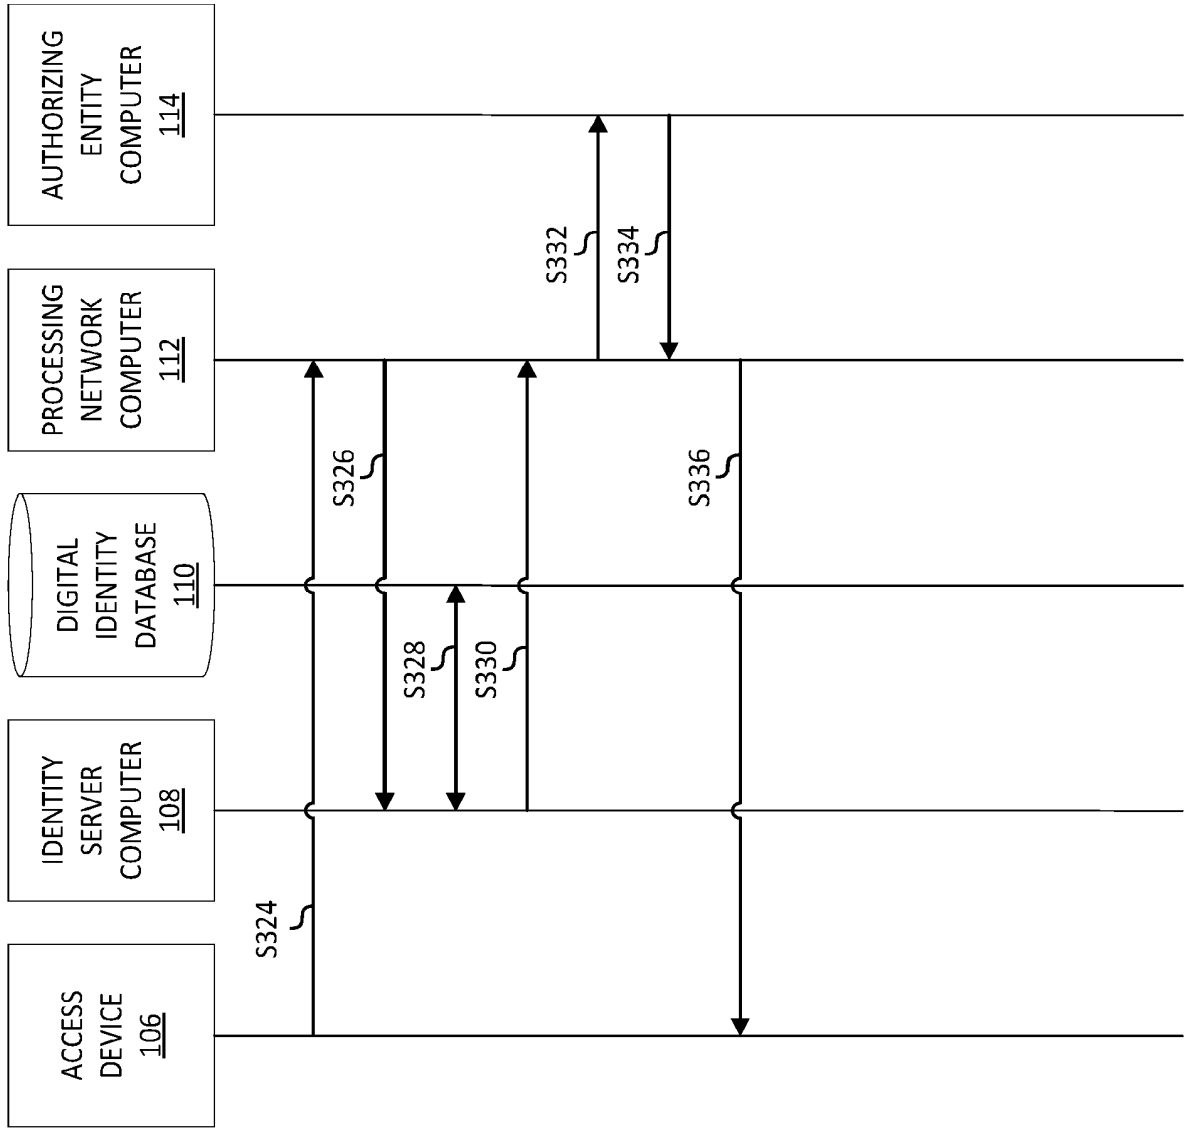 ACCESS
DEVICE
106
IDENTITY
SERVER
COMPUTER
108
DIGITAL
IDENTITY
DATABASE
110
PROCESSING
NETWORK
COMPUTER
112
AUTHORIZING
ENTITY
COMPUTER
114
S324
S326
S328
S330
S332
S334
S336